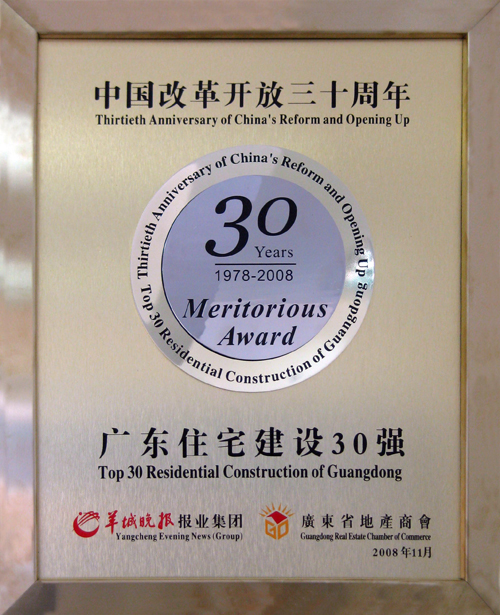 中国改革开放三十周年
Thirtieth Anniversary of China's Reform and Opening Up
Thirtieth Anniversary of China's Reform and Opening Up
30
Years
1978-2008
Meritorious
Award
Top 30 Residential Construction of Guangdong
广东住宅建设30强
Top 30 Residential Construction of Guangdong
羊城晚报报业集团
Yangcheng Evening News (Group)
廣東省地產商會
Guangdong Real Estate Chamber of Commerce
2008年11月